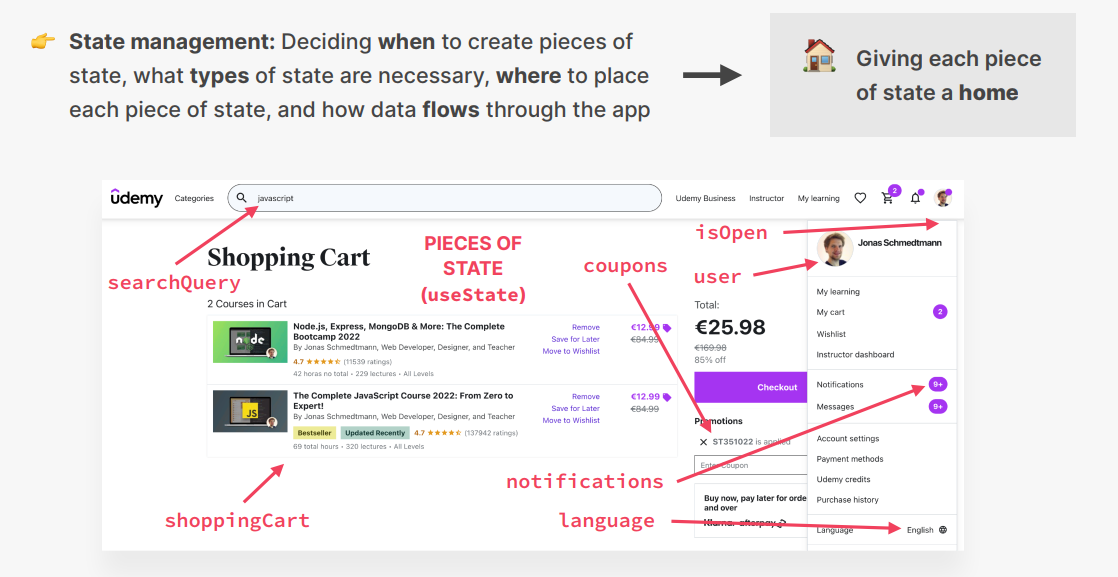 👉 State management: Deciding when to create pieces of
state, what types of state are necessary, where to place
each piece of state, and how data flows through the app
Giving each piece
of state a home
udemy
Categories
javascript
Udemy Business
Instructor
My learning
2
isOpen
Jonas Schmedtmann
user
searchQuery
Shopping Cart
PIECES OF
STATE
(useState)
coupons
2 Courses in Cart
Node.js, Express, MongoDB & More: The Complete
Bootcamp 2022
By Jonas Schmedtmann, Web Developer, Designer, and Teacher
4.7 (11539 ratings)
42 horas no total • 229 lectures • All Levels
Remove
Save for Later
Move to Wishlist
€12.99
€84.99
The Complete JavaScript Course 2022: From Zero to
Expert!
By Jonas Schmedtmann, Web Developer, Designer, and Teacher
Bestseller
Updated Recently
4.7 (137942 ratings)
69 total hours • 320 lectures • All Levels
Remove
Save for Later
Move to Wishlist
€12.99
€84.99
node
JS
Total:
€25.98
€169.98
85% off
Checkout
Promotions
ST351022 is applied
Enter Coupon
Buy now, pay later for orde
and over
Klarna. afterpay
My learning
My cart
2
Wishlist
Instructor dashboard
Notifications
9+
Messages
9+
Account settings
Payment methods
Udemy credits
Purchase history
Language
English
notifications
language
shoppingCart